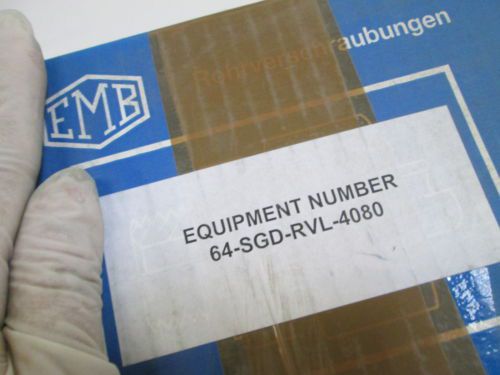 EMB
Rohrverschraubungen
EQUIPMENT NUMBER
64-SGD-RVL-4080